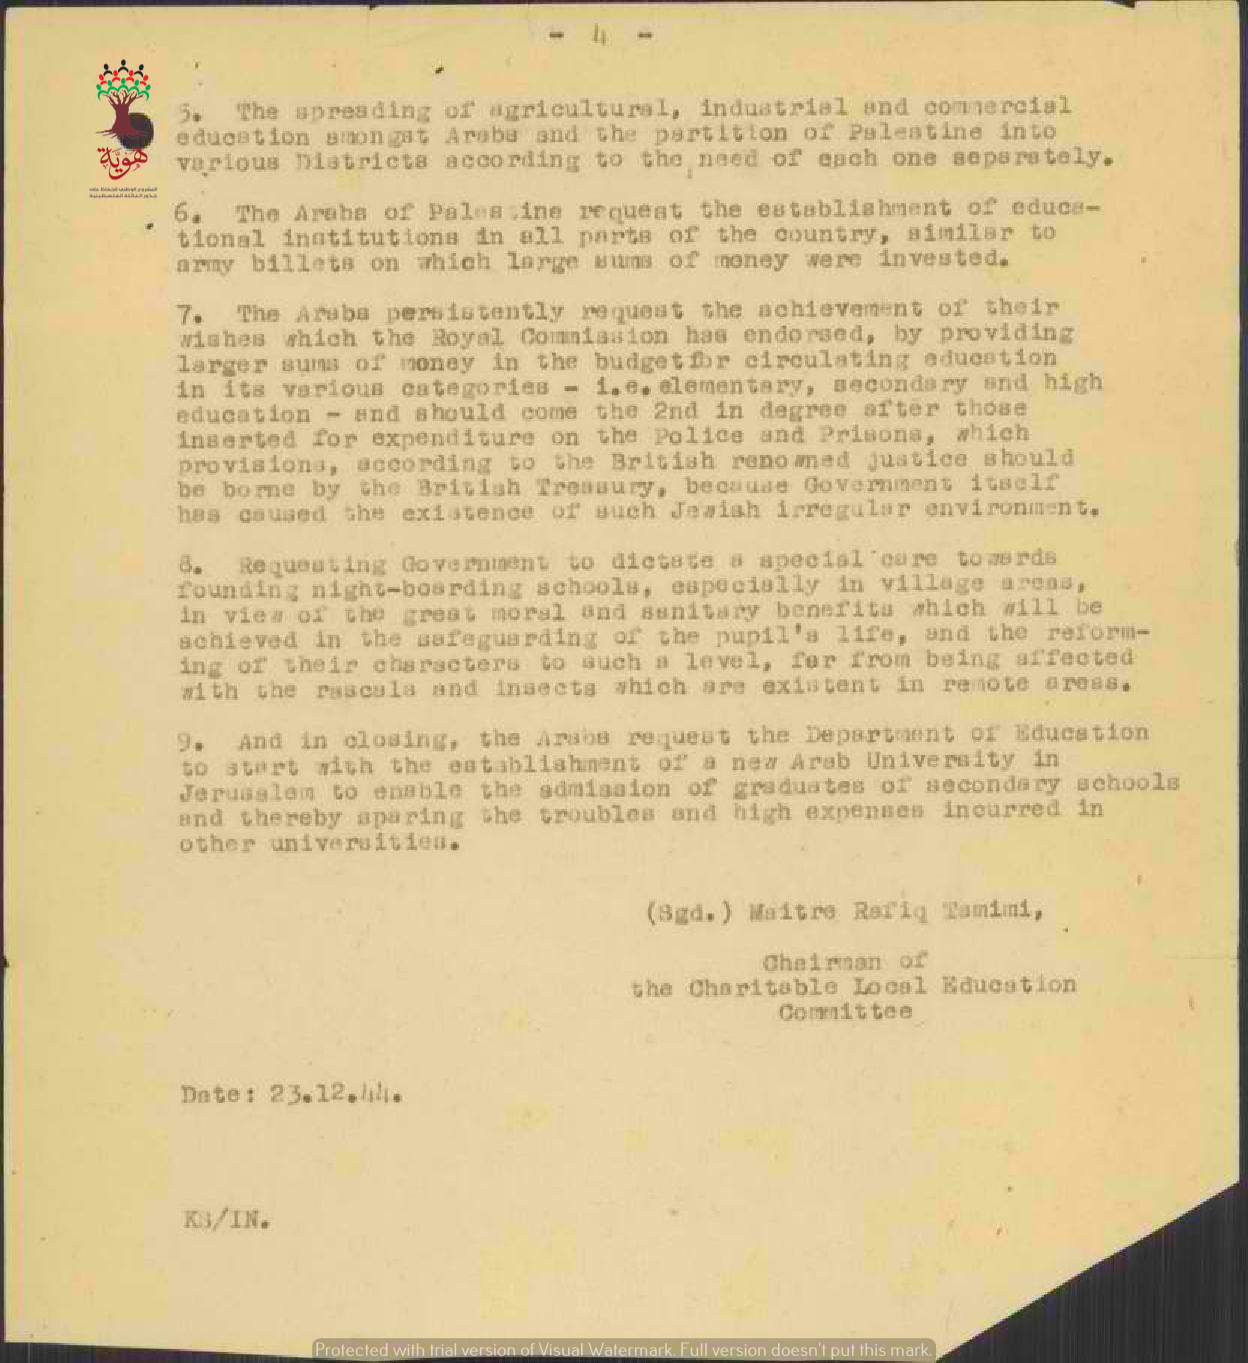 - 4 -
5. The spreading of agricultural, industrial and commercial
education amongst Arabs and the partition of Palestine into
various Districts according to the need of each one separately.
هويّة
المشروع الوطني للحفاظ على
جذور العائلة الفلسطينية
6. The Arabs of Palestine request the establishment of educa-
tional institutions in all parts of the country, similar to
army billets on which large sums of money were invested.
7. The Arabs persistently request the achievement of their
wishes which the Royal Commission has endorsed, by providing
larger sums of money in the budgetfor circulating education
in its various categories - i.e.elementary, secondary and high
education - and should come the 2nd in degree after those
inserted for expenditure on the Police and Prisons, which
provisions, according to the British renowned justice should
be borne by the British Treasury, because Government itself
has caused the existence of such Jewish irregular environment.
8. Requesting Government to dictate a special care towards
founding night-boarding schools, especially in village areas,
in view of the great moral and sanitary benefits which will be
achieved in the safeguarding of the pupil's life, and the reform-
ing of their characters to such a level, far from being affected
with the rascals and insects which are existent in remote areas.
9. And in closing, the Arabs request the Department of Education
to start with the establishment of a new Arab University in
Jerusalem to enable the admission of graduates of secondary schools
and thereby sparing the troubles and high expenses incurred in
other universities.
(Sgd.) Maitre Rafiq Tamimi,
Chairman of
the Charitable Local Education
Committee
Date: 23.12.44.
KS/IN.
Protected with trial version of Visual Watermark. Full version doesn't put this mark.